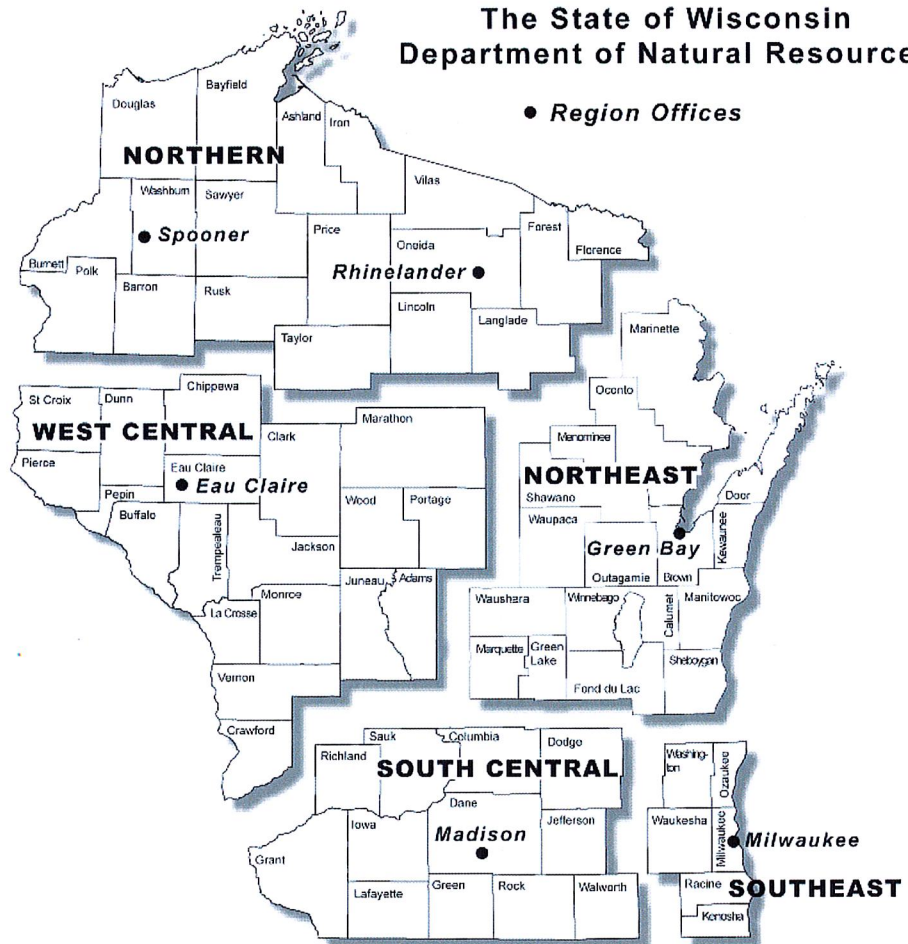 The State of Wisconsin
Department of Natural Resource
Region Offices
Bayfield
Douglas
Ashland
Iron
NORTHERN
Vilas
Washburn
Sawyer
Price
Forest
Spooner
Oneida
Florence
Burnett
Polk
Rhinelander
Barron
Rusk
Lincoln
Langlade
Taylor
Marinette
Chippewa
Oconto
St Croix
Dunn
Marathon
Clark
WEST CENTRAL
Menominee
Pierce
Eau Claire
NORTHEAST
Eau Claire
Pepin
Wood
Portage
Shawano
Door
Buffalo
Waupaca
Trempealeau
Jackson
Green Bay
Kewaunee
Juneau
Adams
Outagamie
Brown
Monroe
Waushara
Winnebago
Calumet
Manitowoc
La Crosse
Marquette
Green
Lake
Sheboygan
Vernon
Fond du Lac
Crawford
Sauk
Columbia
Dodge
Richland
SOUTH CENTRAL
Washing-
ton
Ozaukee
Dane
Iowa
Jefferson
Waukesha
Milwaukee
Madison
Milwaukee
Grant
Lafayette
Green
Rock
Walworth
Racine
SOUTHEAST
Kenosha